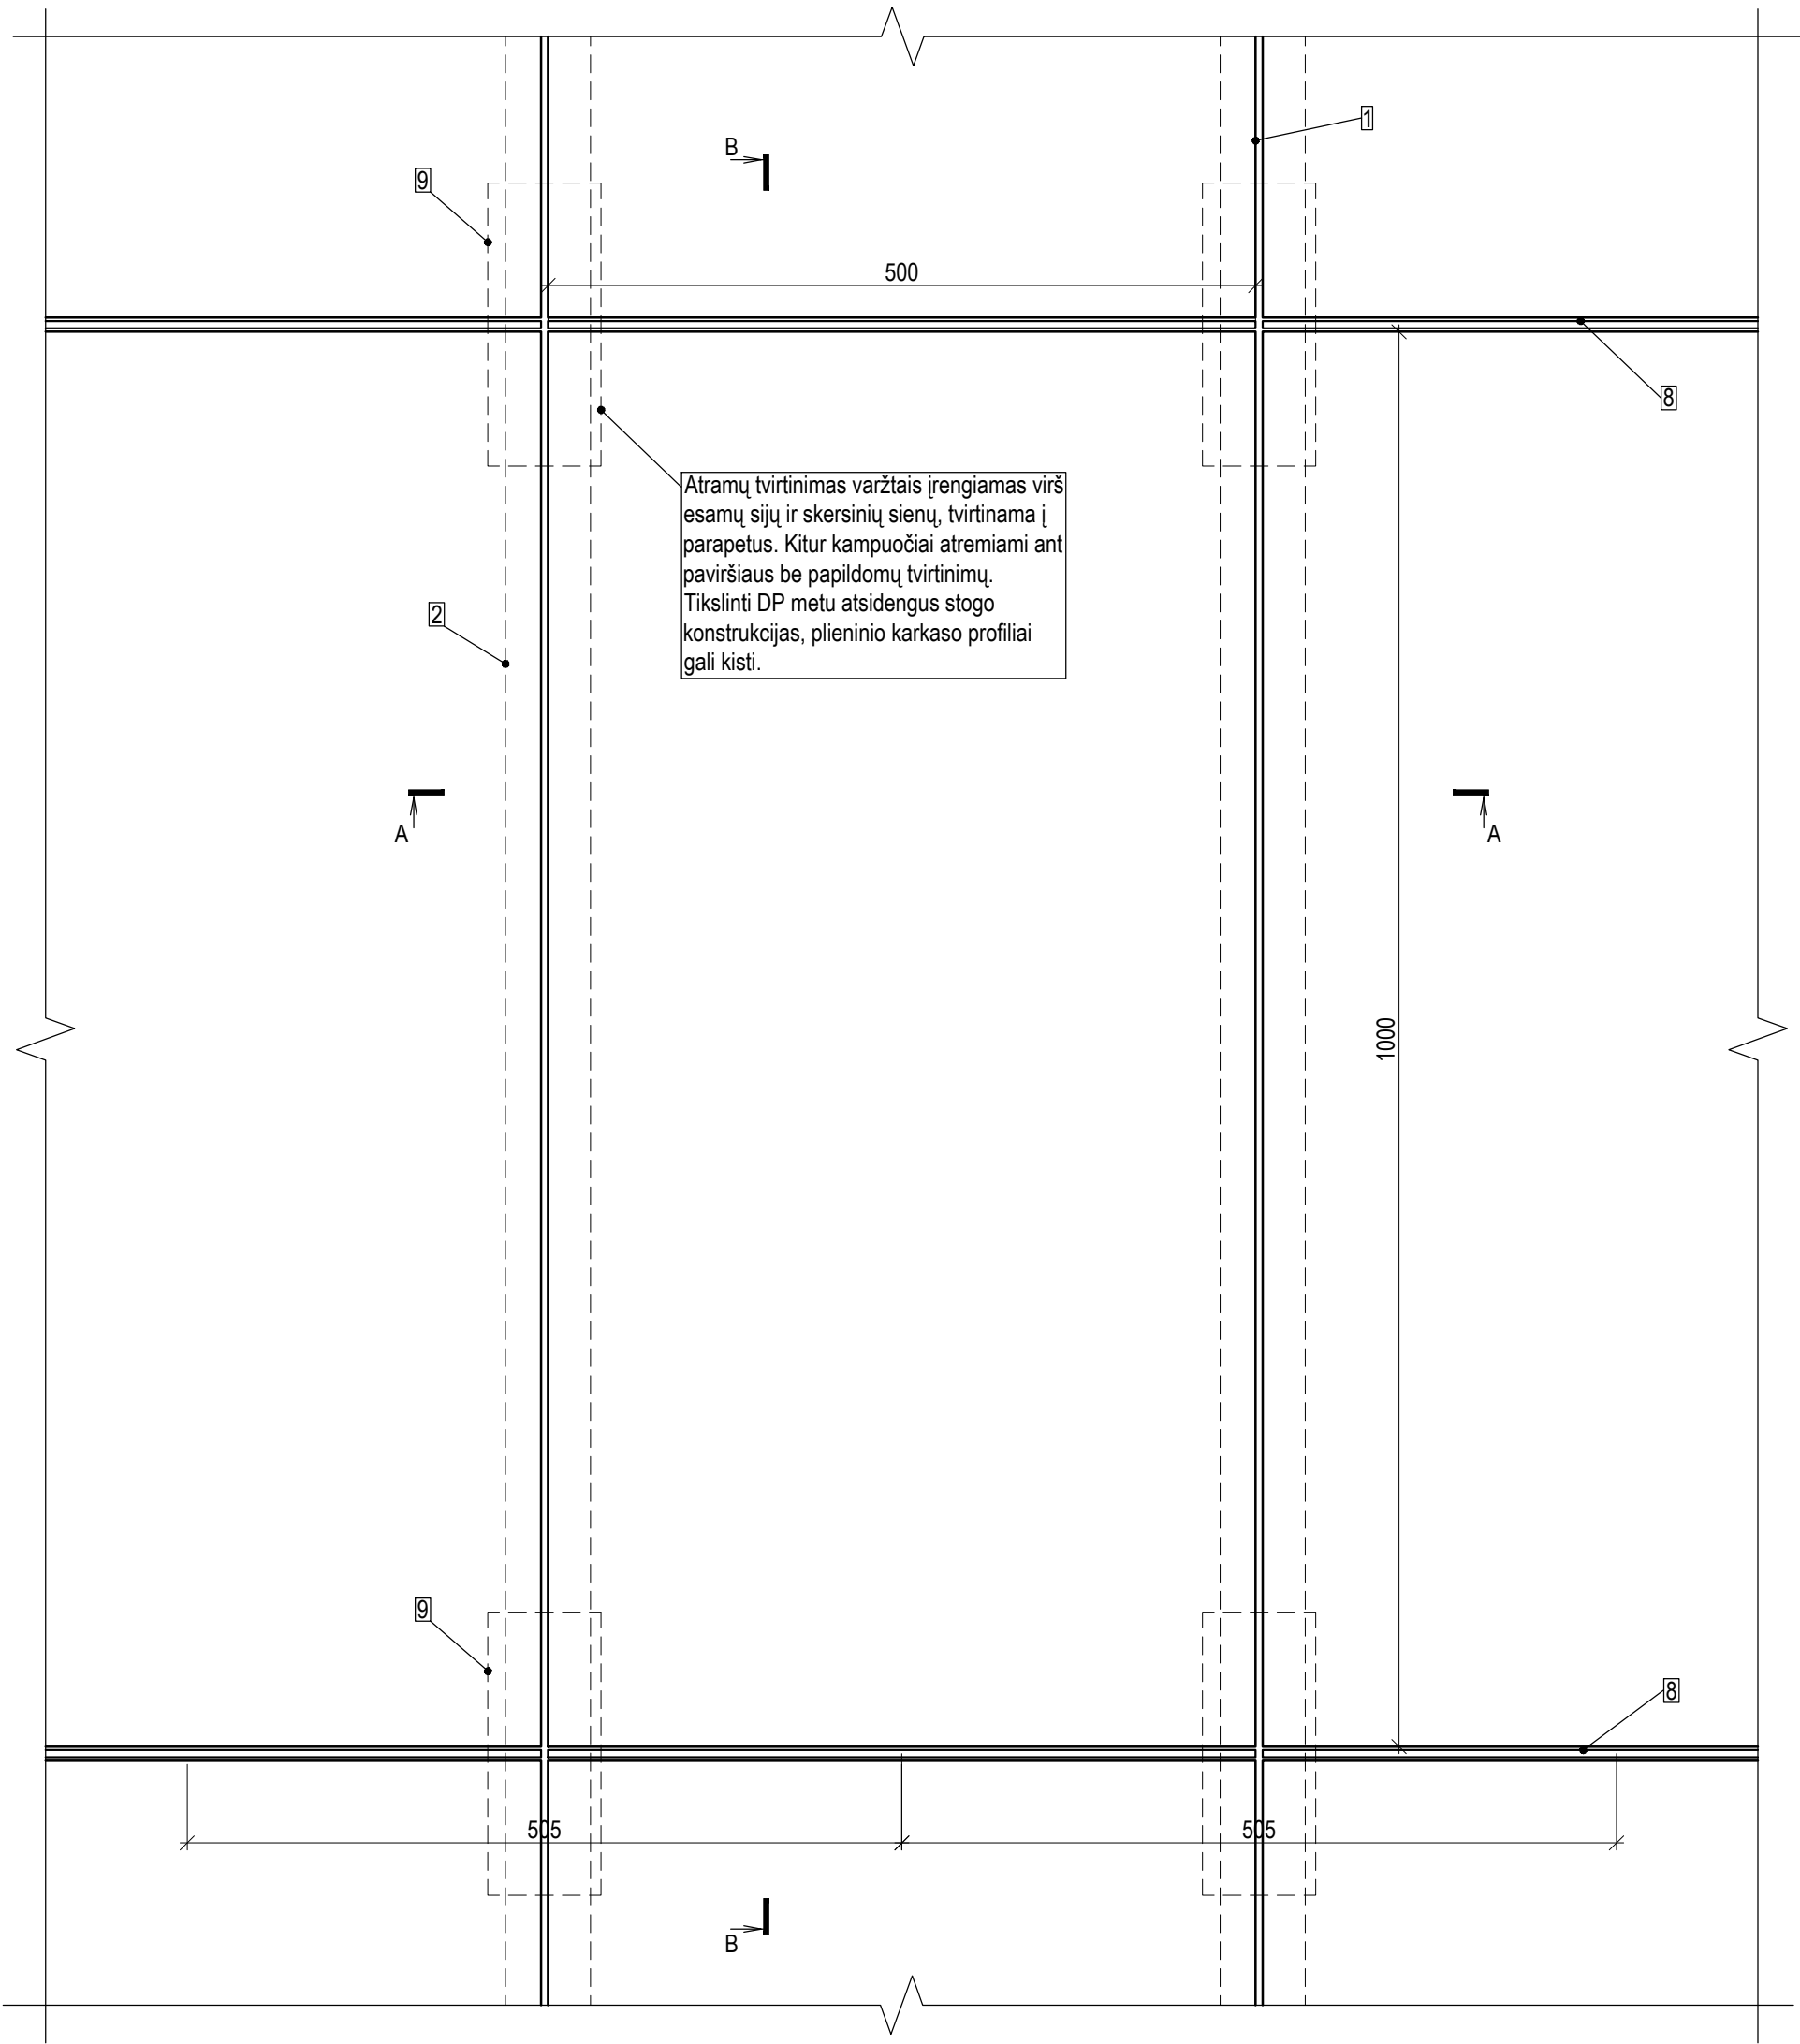 1
B
9
500
8
Atramų tvirtinimas varžtais įrengiamas virš
esamų sijų ir skersinių sienų, tvirtinama į
parapetus. Kitur kampuočiai atremiami ant
paviršiaus be papildomų tvirtinimų.
Tikslinti DP metu atsidengus stogo
konstrukcijas, plieninio karkaso profiliai
gali kisti.
2
A
A
1000
9
8
505
505
B